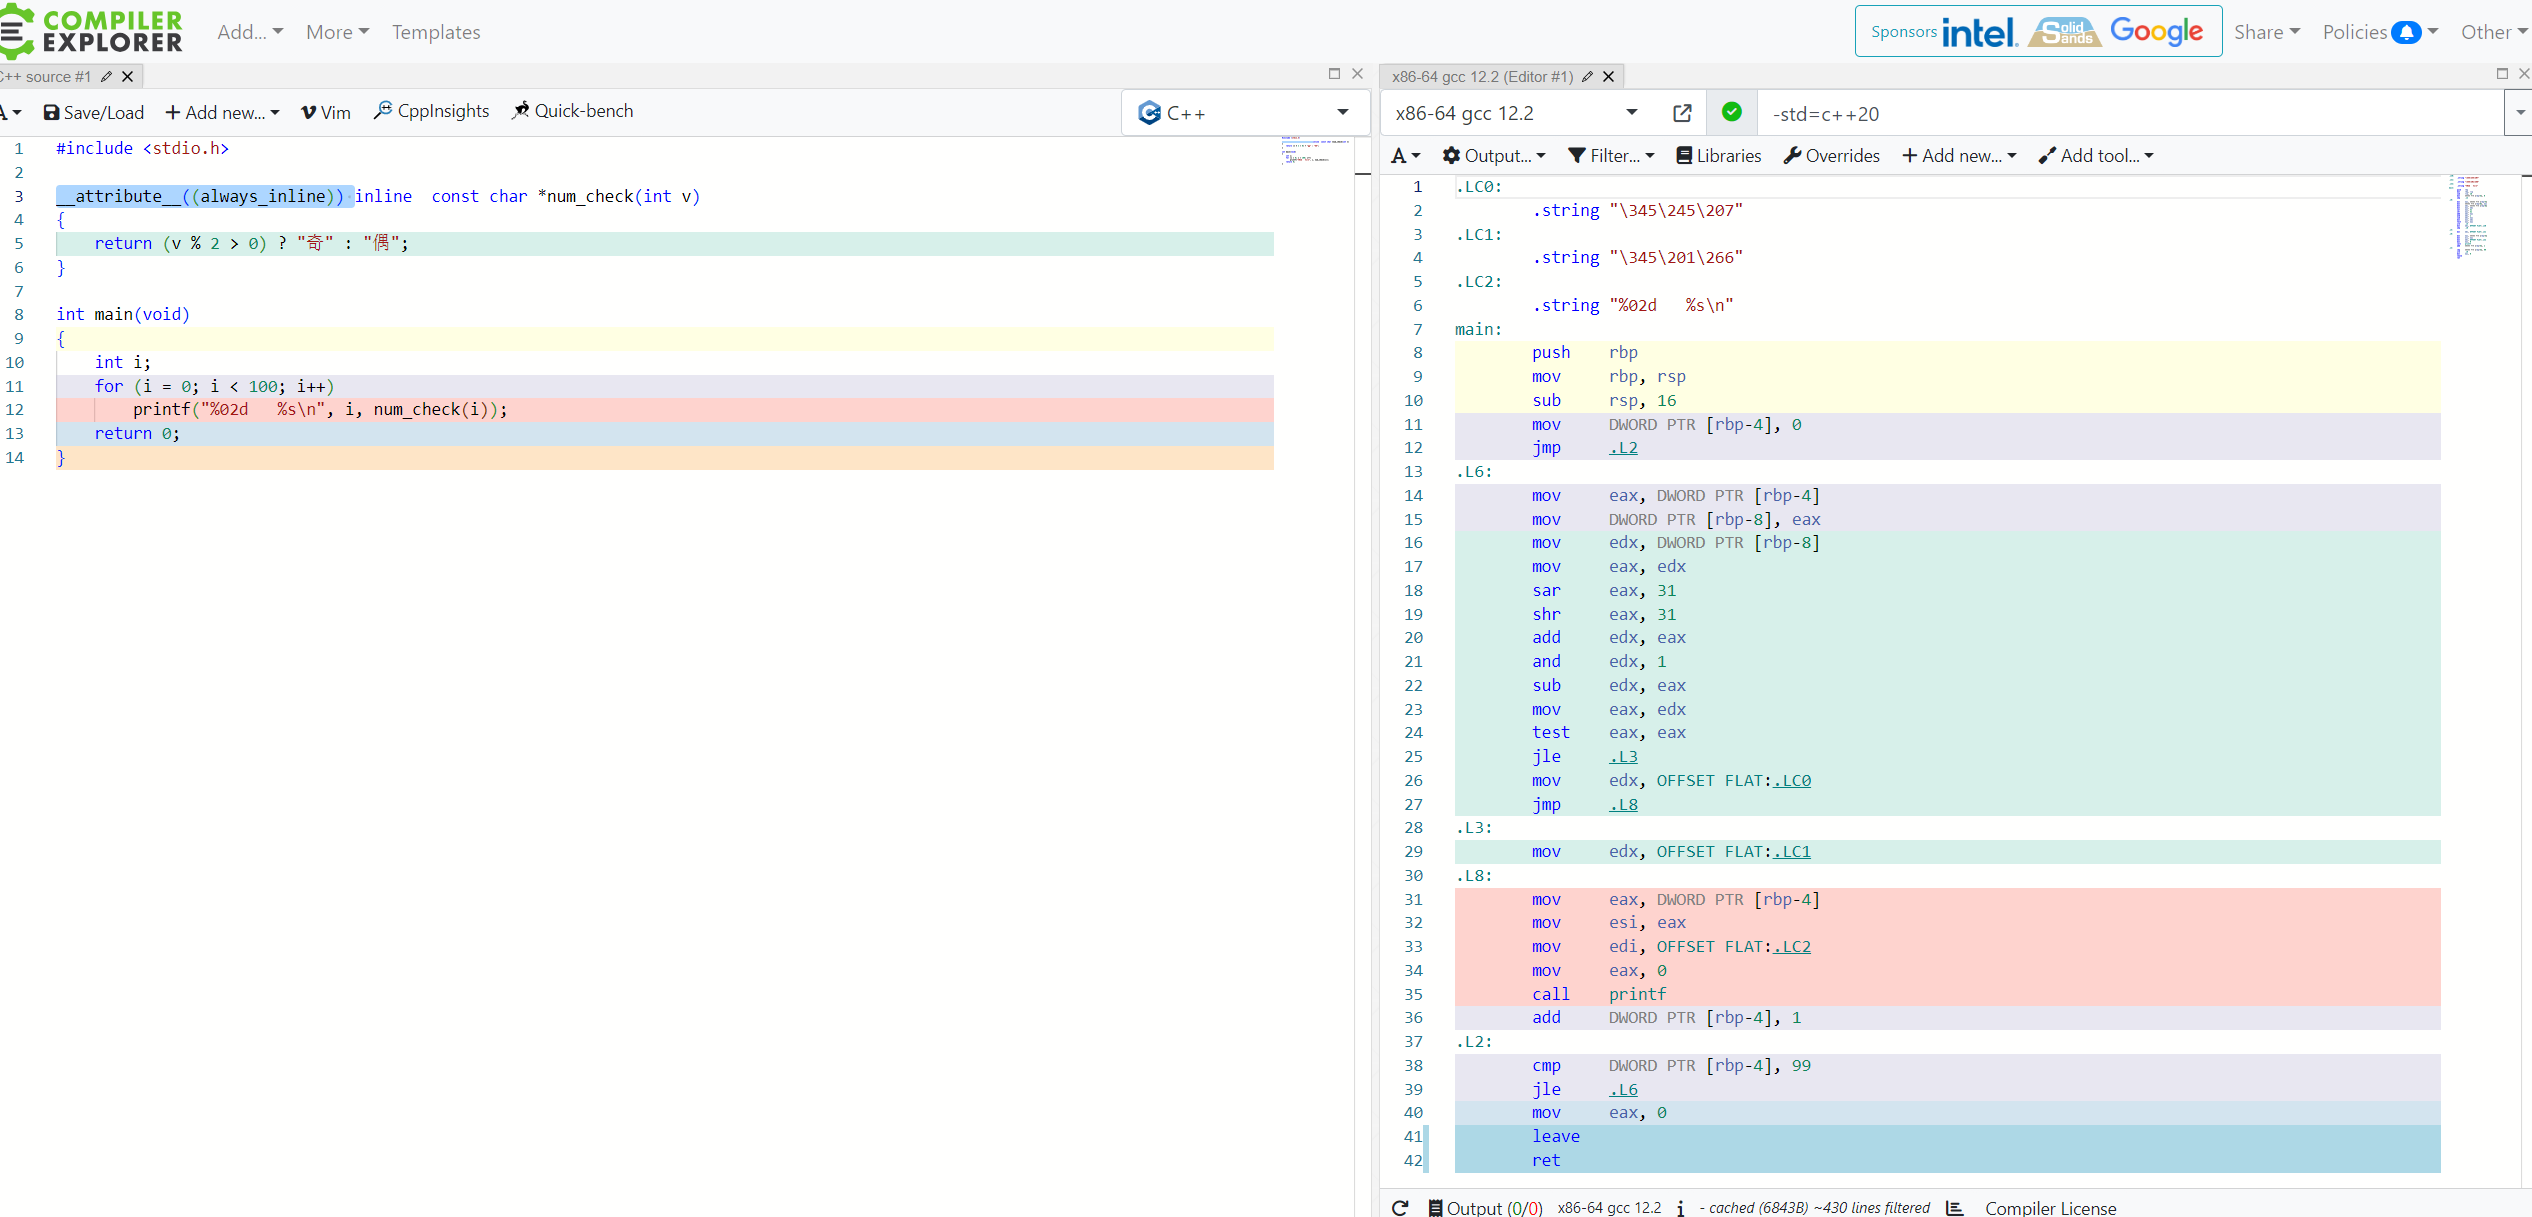 COMPILER EXPLORER Add... More Templates Sponsors intel. Solid Sands Google Share Policies Other
C++ source #1
x86-64 gcc 12.2 (Editor #1)
A Save/Load + Add new... Vim CppInsights Quick-bench C++
x86-64 gcc 12.2 -std=c++20
A Output... Filter... Libraries Overrides + Add new... Add tool...
1 #include <stdio.h>
2
3 __attribute__((always_inline)) inline  const char *num_check(int v)
4 {
5     return (v % 2 > 0) ? "奇" : "偶";
6 }
7
8 int main(void)
9 {
10     int i;
11     for (i = 0; i < 100; i++)
12         printf("%02d   %s\n", i, num_check(i));
13     return 0;
14 }
1 .LC0:
2         .string "\345\245\207"
3 .LC1:
4         .string "\345\201\266"
5 .LC2:
6         .string "%02d   %s\n"
7 main:
8         push    rbp
9         mov     rbp, rsp
10         sub     rsp, 16
11         mov     DWORD PTR [rbp-4], 0
12         jmp     .L2
13 .L6:
14         mov     eax, DWORD PTR [rbp-4]
15         mov     DWORD PTR [rbp-8], eax
16         mov     edx, DWORD PTR [rbp-8]
17         mov     eax, edx
18         sar     eax, 31
19         shr     eax, 31
20         add     edx, eax
21         and     edx, 1
22         sub     edx, eax
23         mov     eax, edx
24         test    eax, eax
25         jle     .L3
26         mov     edx, OFFSET FLAT:.LC0
27         jmp     .L8
28 .L3:
29         mov     edx, OFFSET FLAT:.LC1
30 .L8:
31         mov     eax, DWORD PTR [rbp-4]
32         mov     esi, eax
33         mov     edi, OFFSET FLAT:.LC2
34         mov     eax, 0
35         call    printf
36         add     DWORD PTR [rbp-4], 1
37 .L2:
38         cmp     DWORD PTR [rbp-4], 99
39         jle     .L6
40         mov     eax, 0
41         leave
42         ret
Output (0/0) x86-64 gcc 12.2 i - cached (6843B) ~430 lines filtered Compiler License